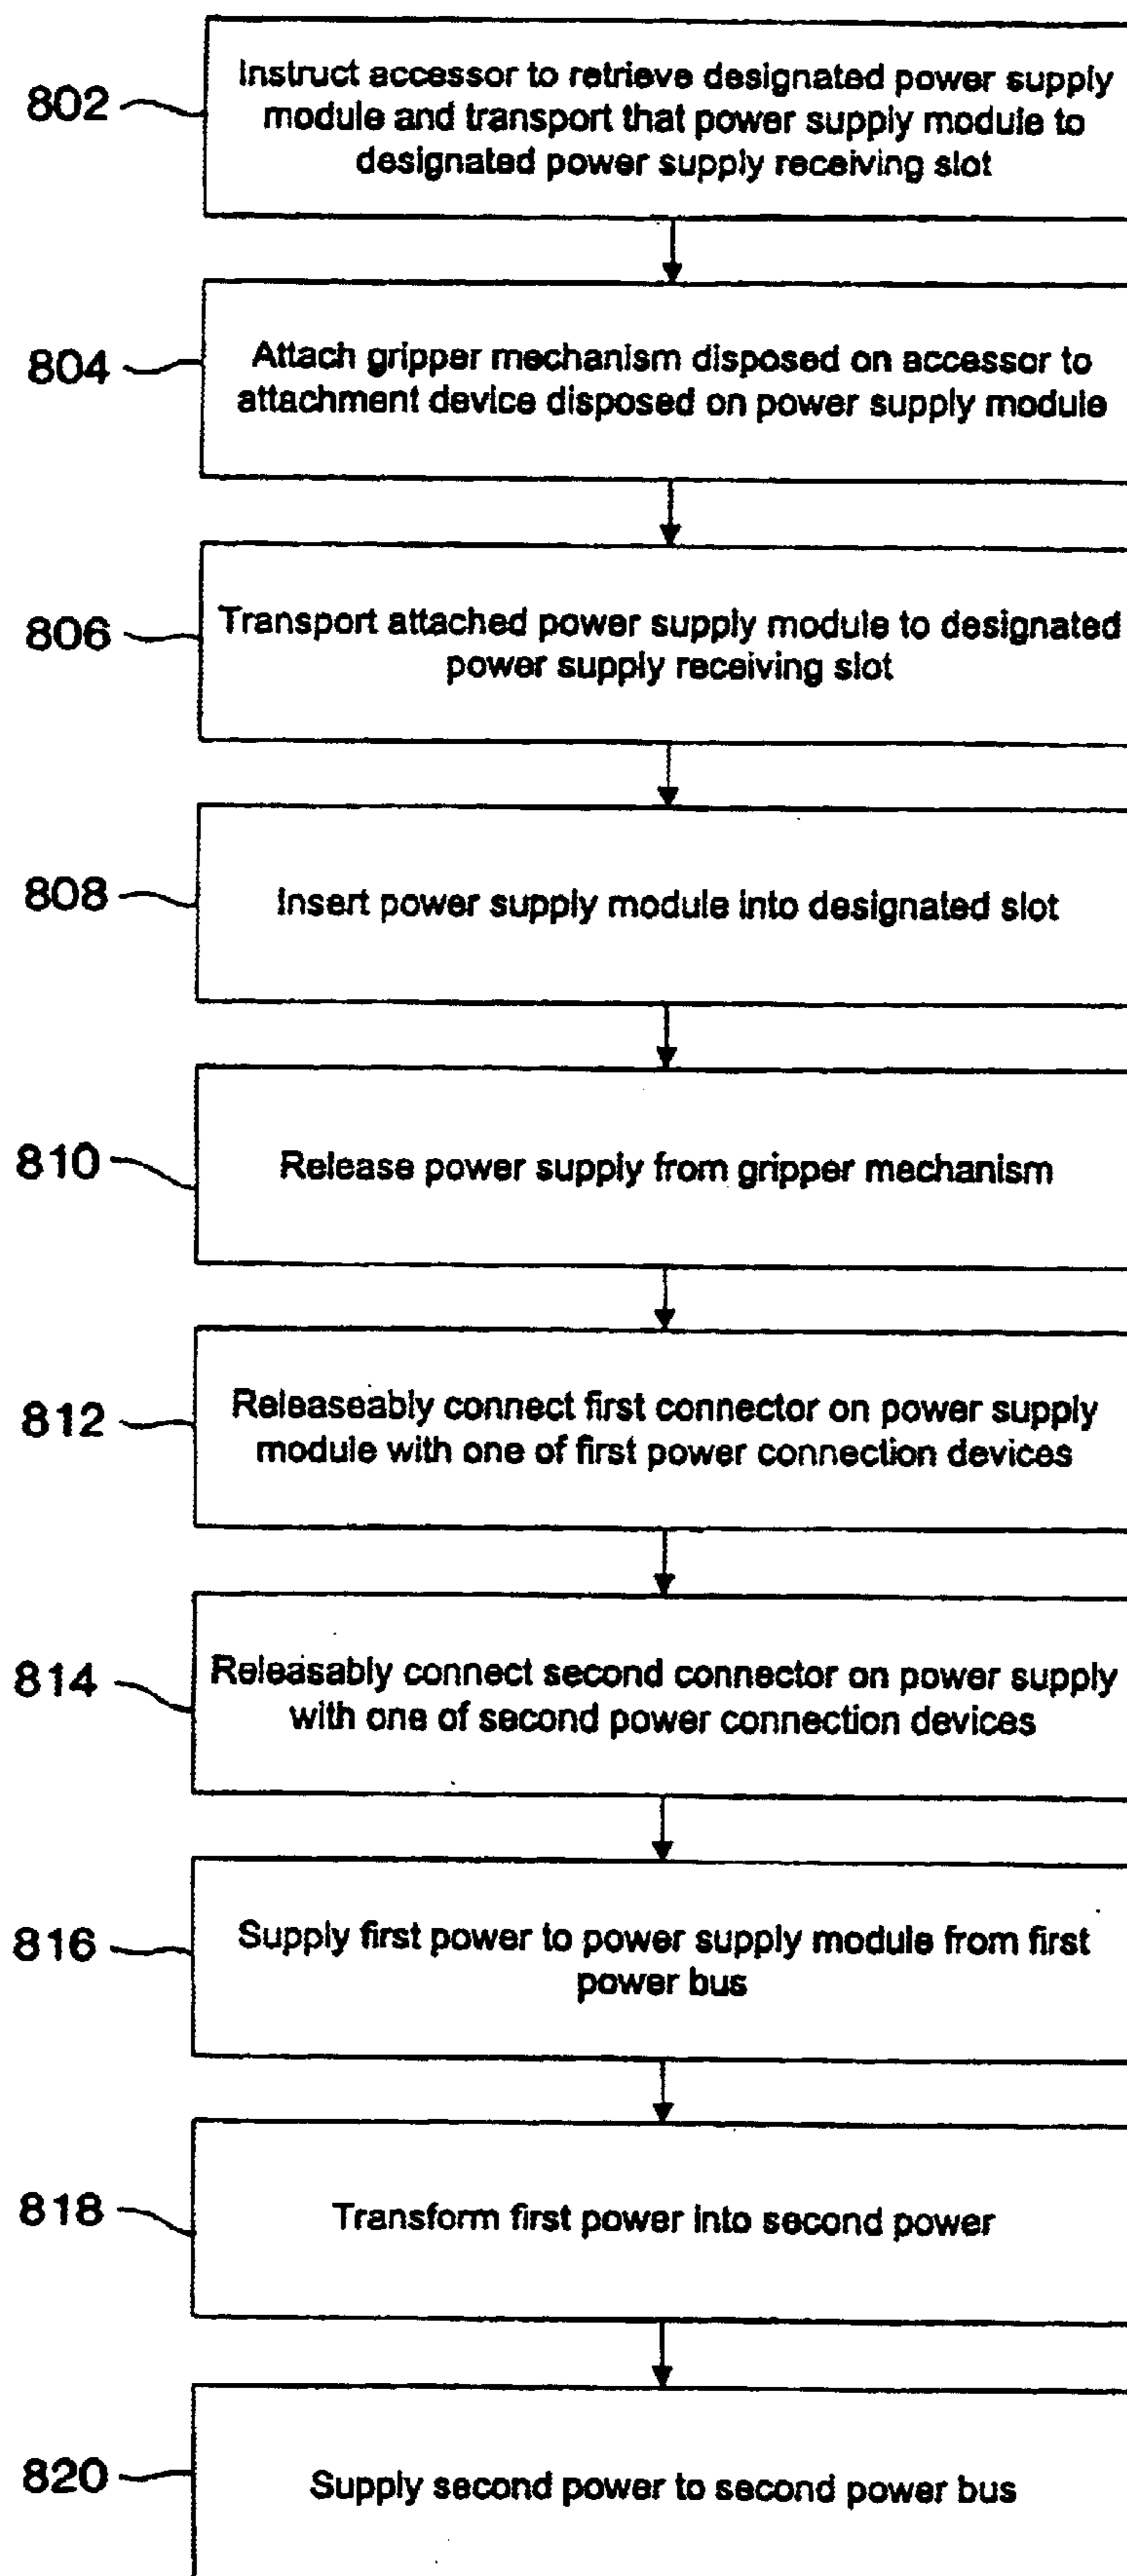 802
Instruct accessor to retrieve designated power supply
module and transport that power supply module to
designated power supply receiving slot
804
Attach gripper mechanism disposed on accessor to
attachment device disposed on power supply module
806
Transport attached power supply module to designated
power supply receiving slot
808
Insert power supply module into designated slot
810
Release power supply from gripper mechanism
812
Releaseably connect first connector on power supply
module with one of first power connection devices
814
Releasably connect second connector on power supply
with one of second power connection devices
816
Supply first power to power supply module from first
power bus
818
Transform first power into second power
820
Supply second power to second power bus